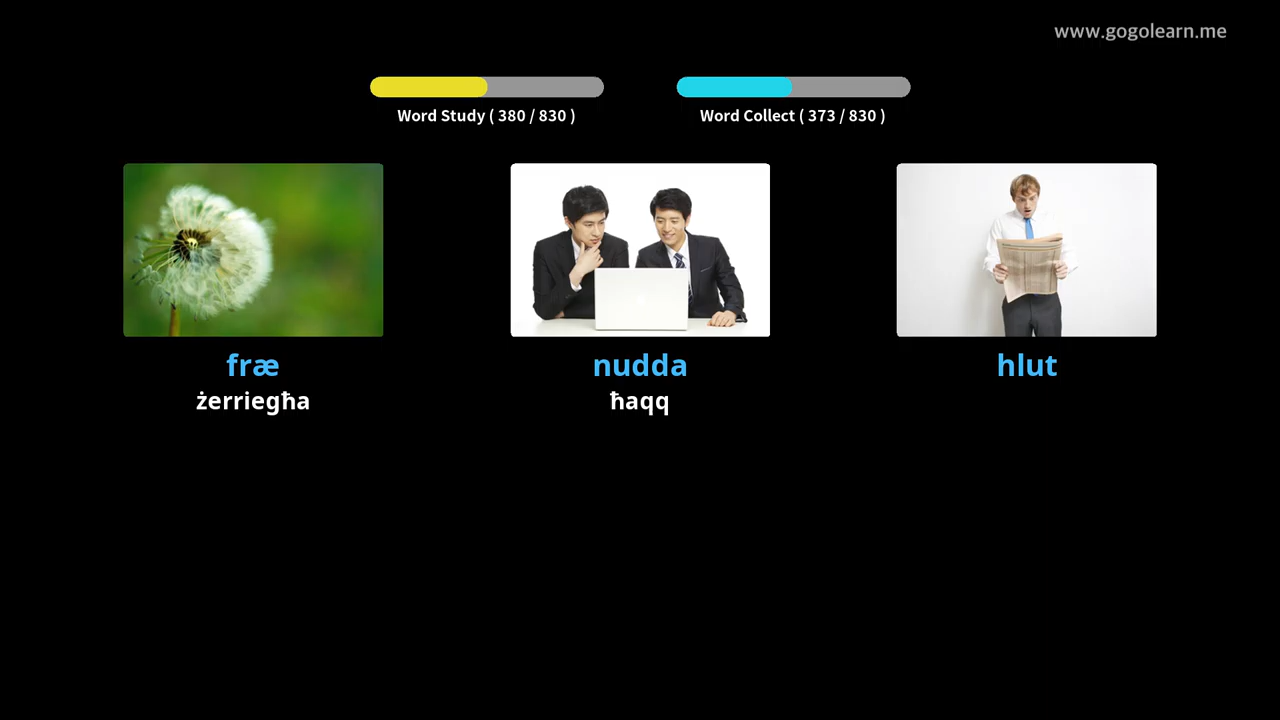 www.gogolearn.me
Word Study ( 380 / 830 )
Word Collect ( 373 / 830 )
fræ
nudda
hlut
żerriegħa
ħaqq